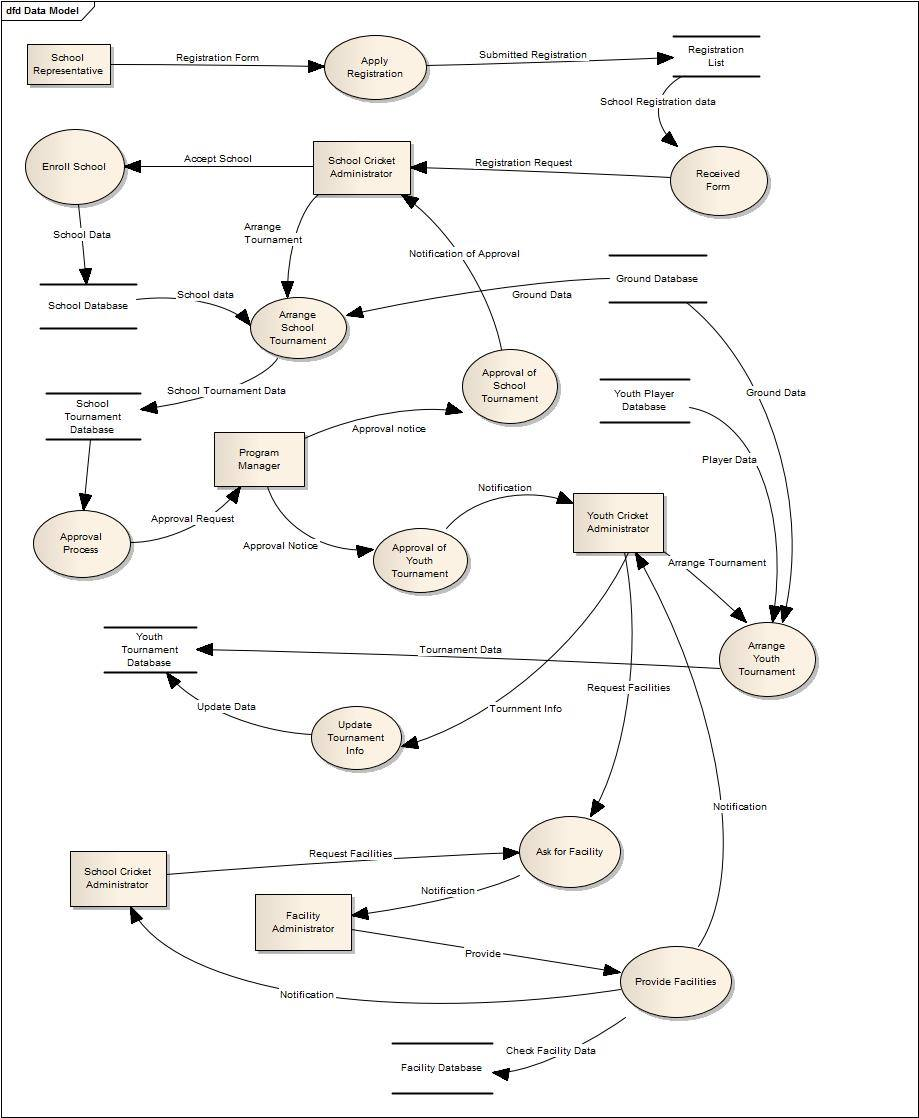 dfd Data Model
School
Representative
Registration Form
Apply
Registration
Submitted Registration
Registration
List
School Registration data
Enroll School
Accept School
School Cricket
Administrator
Registration Request
Received
Form
School Data
Arrange
Tournament
Notification of Approval
School Database
School data
Arrange
School
Tournament
Ground Data
Ground Database
School Tournament Data
Approval of
School
Tournament
Youth Player
Database
Ground Data
School
Tournament
Database
Program
Manager
Approval notice
Player Data
Approval
Process
Approval Request
Approval Notice
Approval of
Youth
Tournament
Notification
Youth Cricket
Administrator
Arrange Tournament
Youth
Tournament
Database
Tournament Data
Arrange
Youth
Tournament
Request Facilities
Update Data
Update
Tournament
Info
Tournment Info
Notification
School Cricket
Administrator
Request Facilities
Ask for Facility
Notification
Facility
Administrator
Provide
Provide Facilities
Notification
Check Facility Data
Facility Database